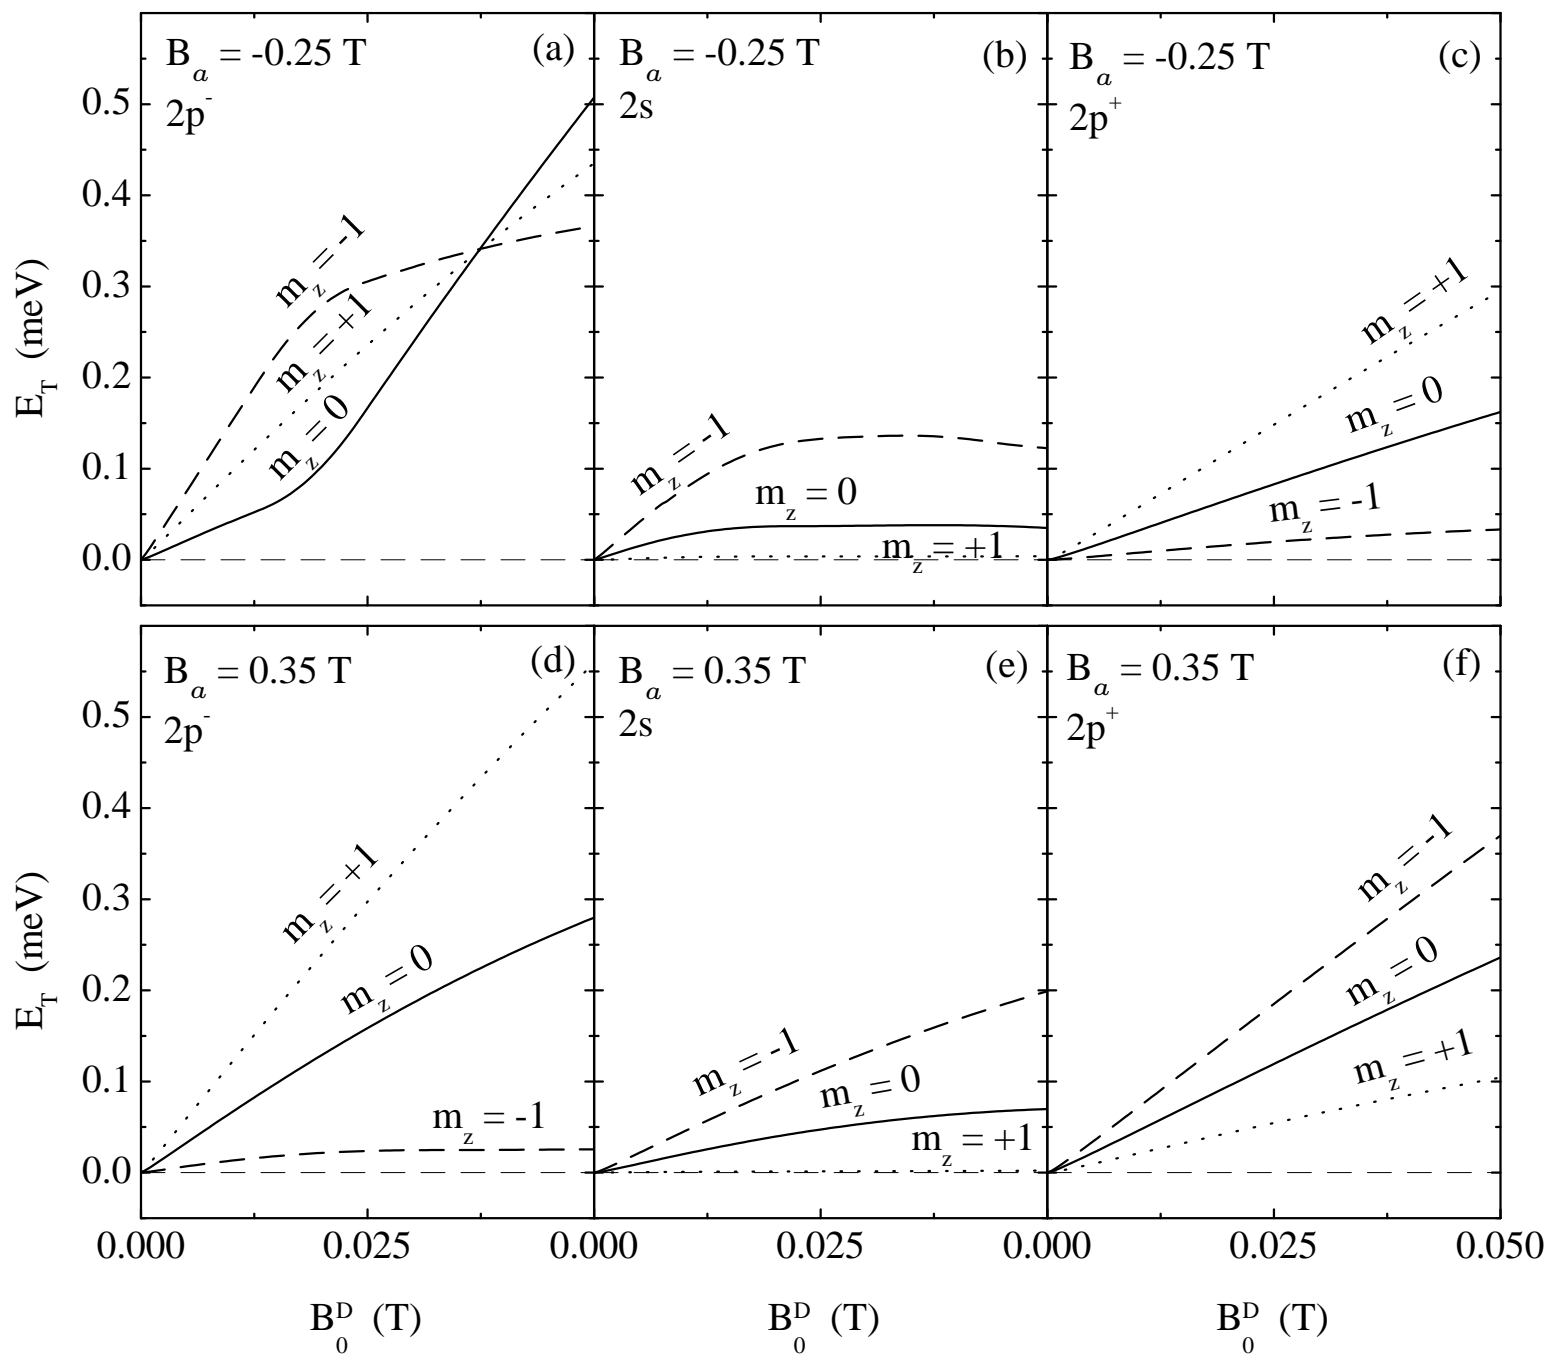 B_a = -0.25 T
(a)
2p^-
B_a = -0.25 T
(b)
2s
B_a = -0.25 T
(c)
2p^+
0.5
0.4
0.3
0.2
0.1
0.0
E_T (meV)
m_z = -1
m_z = +1
m_z = 0
m_z = -1
m_z = 0
m_z = +1
m_z = +1
m_z = 0
m_z = -1
B_a = 0.35 T
(d)
2p^-
B_a = 0.35 T
(e)
2s
B_a = 0.35 T
(f)
2p^+
0.5
0.4
0.3
0.2
0.1
0.0
E_T (meV)
m_z = +1
m_z = 0
m_z = -1
m_z = -1
m_z = 0
m_z = +1
m_z = -1
m_z = 0
m_z = +1
0.000 0.025 0.000 0.025 0.000 0.025 0.050
B_0^D (T) B_0^D (T) B_0^D (T)